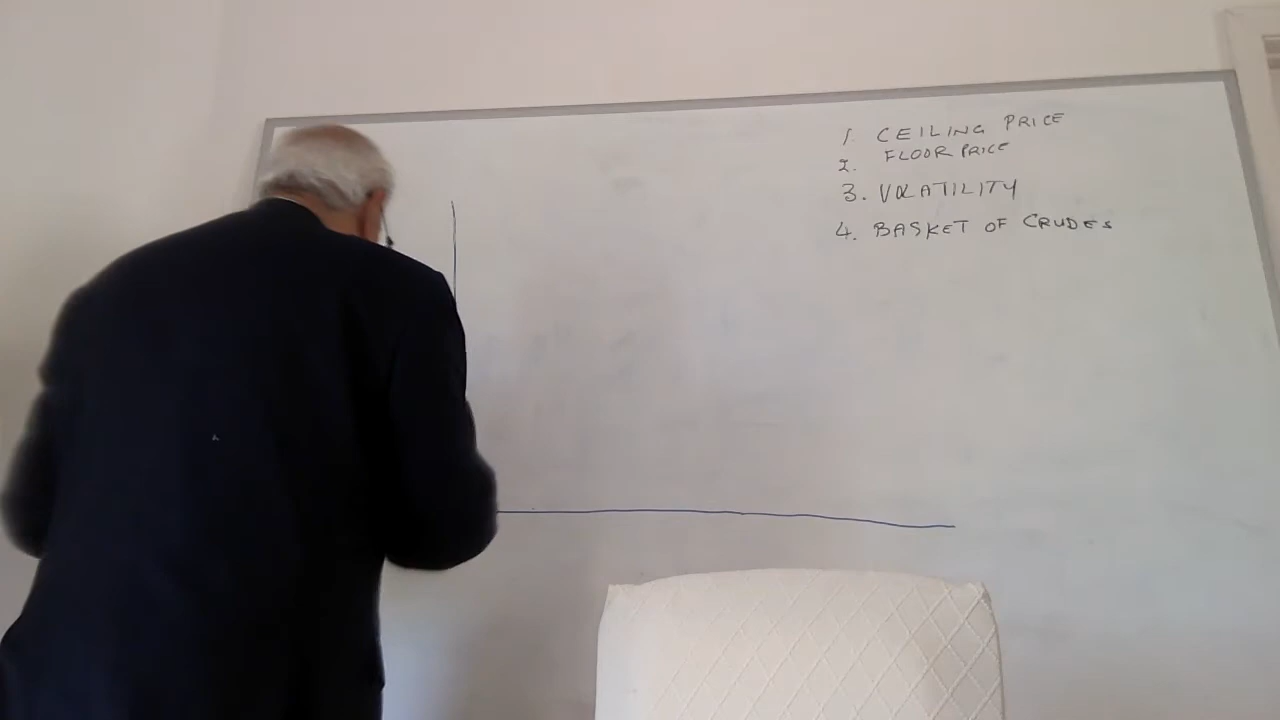 1. CEILING PRICE
2. FLOOR PRICE
3. VOLATILITY
4. BASKET OF CRUDES